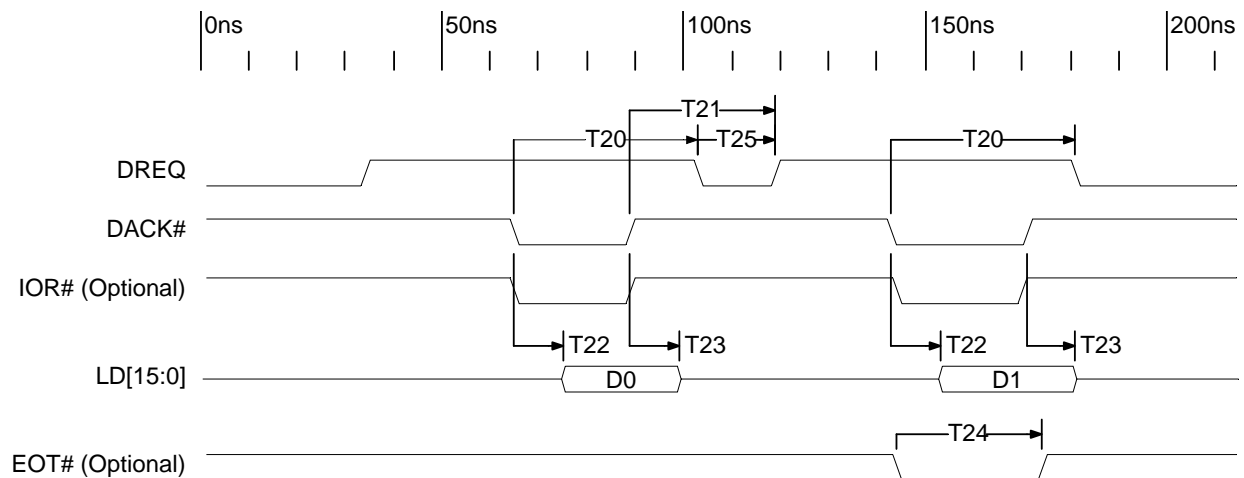 0ns 50ns 100ns 150ns 200ns
T21
T20 T25 T20
DREQ
DACK#
IOR# (Optional)
T22 T23 T22 T23
LD[15:0] D0 D1
T24
EOT# (Optional)